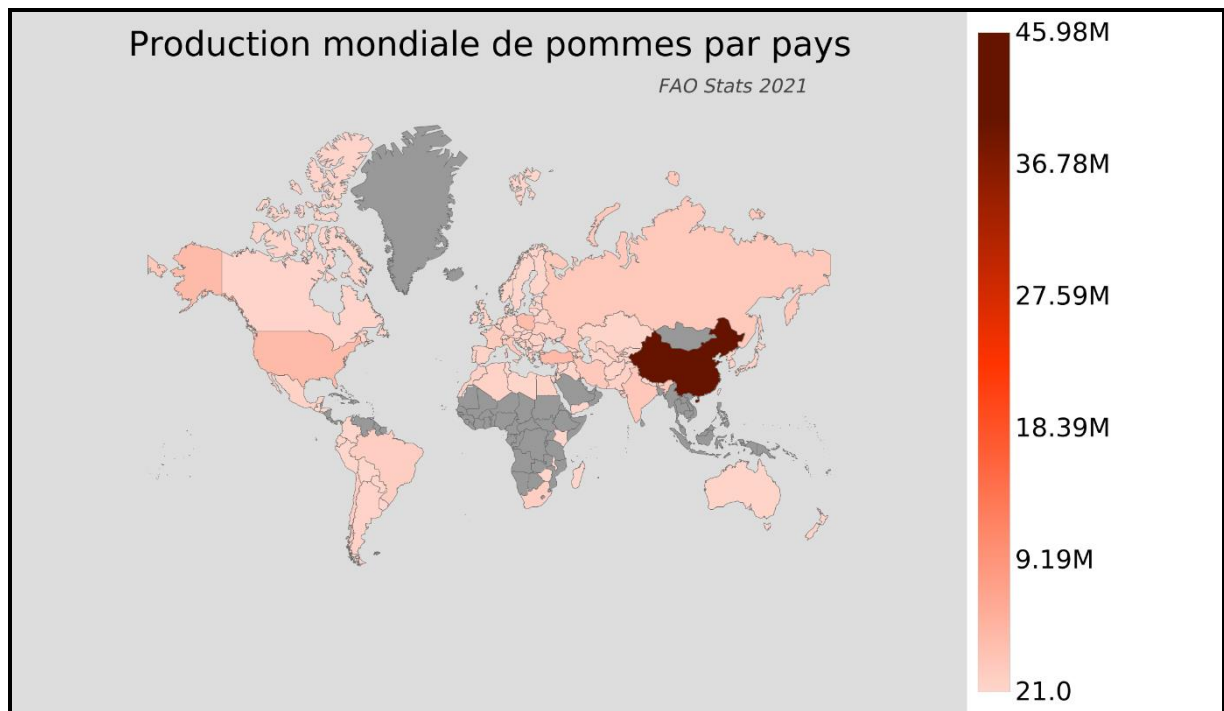 Production mondiale de pommes par pays
FAO Stats 2021
45.98M
36.78M
27.59M
18.39M
9.19M
21.0